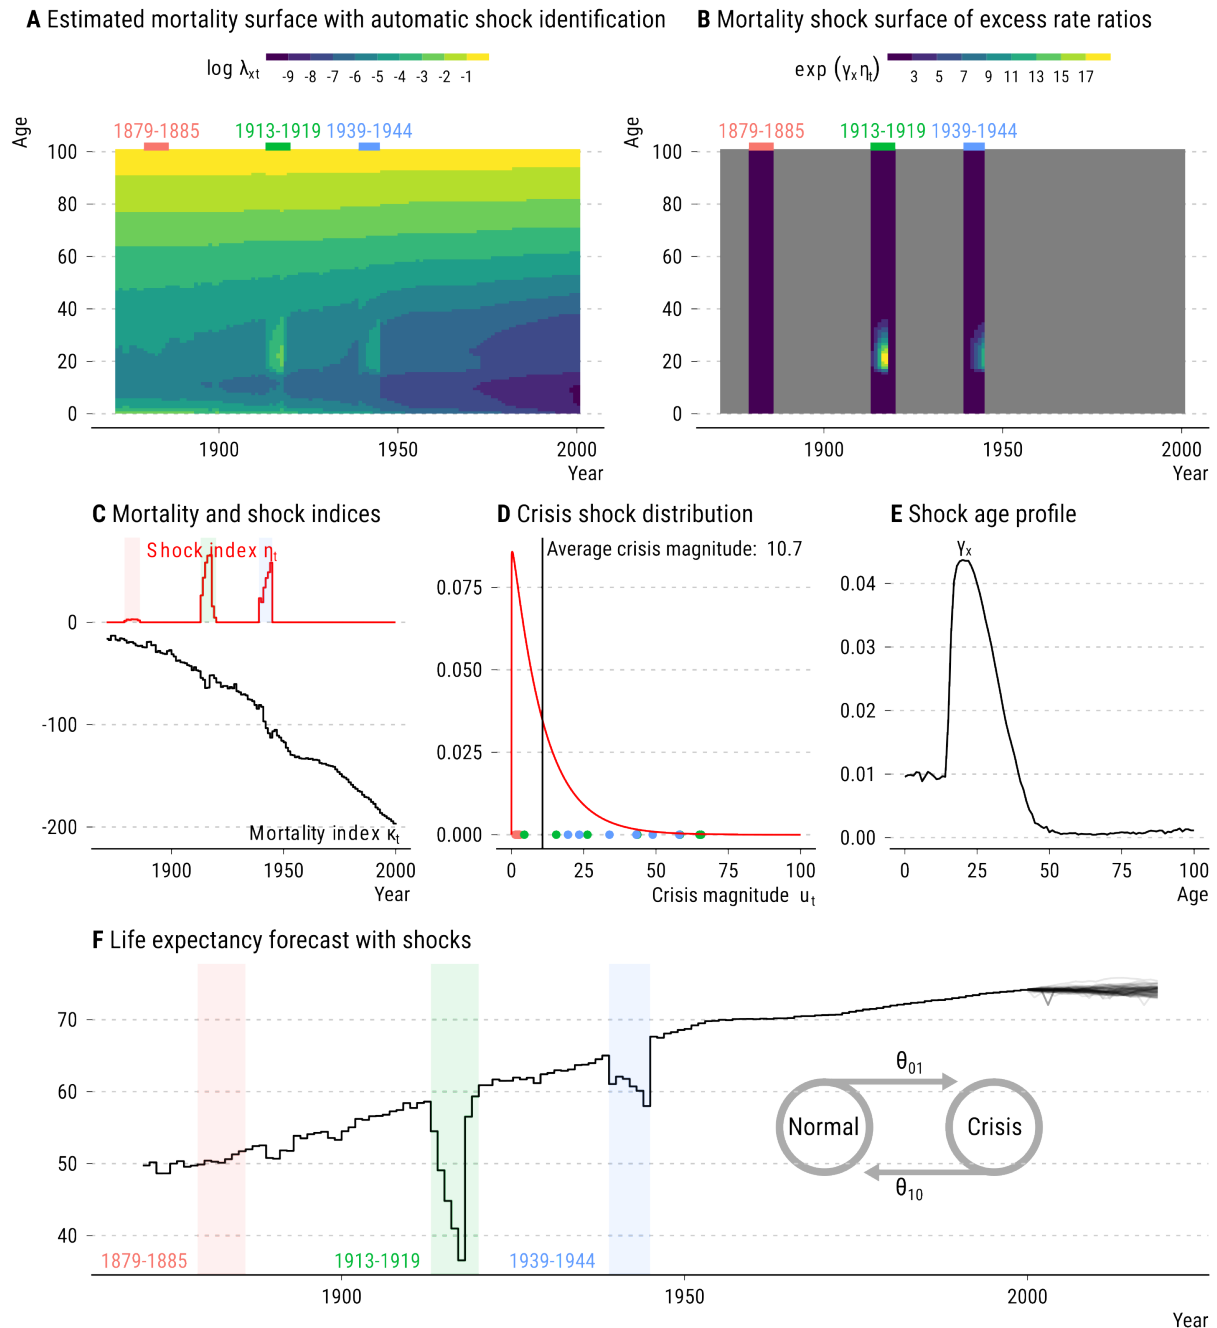 A Estimated mortality surface with automatic shock identification
log λxt
-9 -8 -7 -6 -5 -4 -3 -2 -1
Age
1879-1885 1913-1919 1939-1944
100
80
60
40
20
0
1900 1950 2000
Year
B Mortality shock surface of excess rate ratios
exp (γxηt)
3 5 7 9 11 13 15 17
Age
1879-1885 1913-1919 1939-1944
100
80
60
40
20
0
1900 1950 2000
Year
C Mortality and shock indices
Shock index ηt
0
-100
-200
Mortality index κt
1900 1950 2000
Year
D Crisis shock distribution
Average crisis magnitude: 10.7
0.075
0.050
0.025
0.000
0 25 50 75 100
Crisis magnitude ut
E Shock age profile
γx
0.04
0.03
0.02
0.01
0.00
0 25 50 75 100
Age
F Life expectancy forecast with shocks
70
60
50
40
θ01
Normal Crisis
θ10
1879-1885 1913-1919 1939-1944
1900 1950 2000
Year